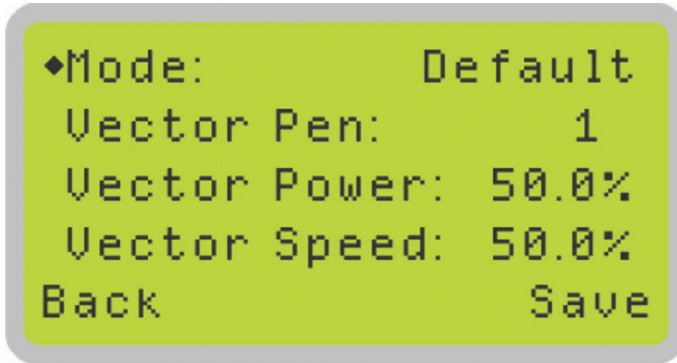 ◆Mode: Default
Vector Pen: 1
Vector Power: 50.0%
Vector Speed: 50.0%
Back Save